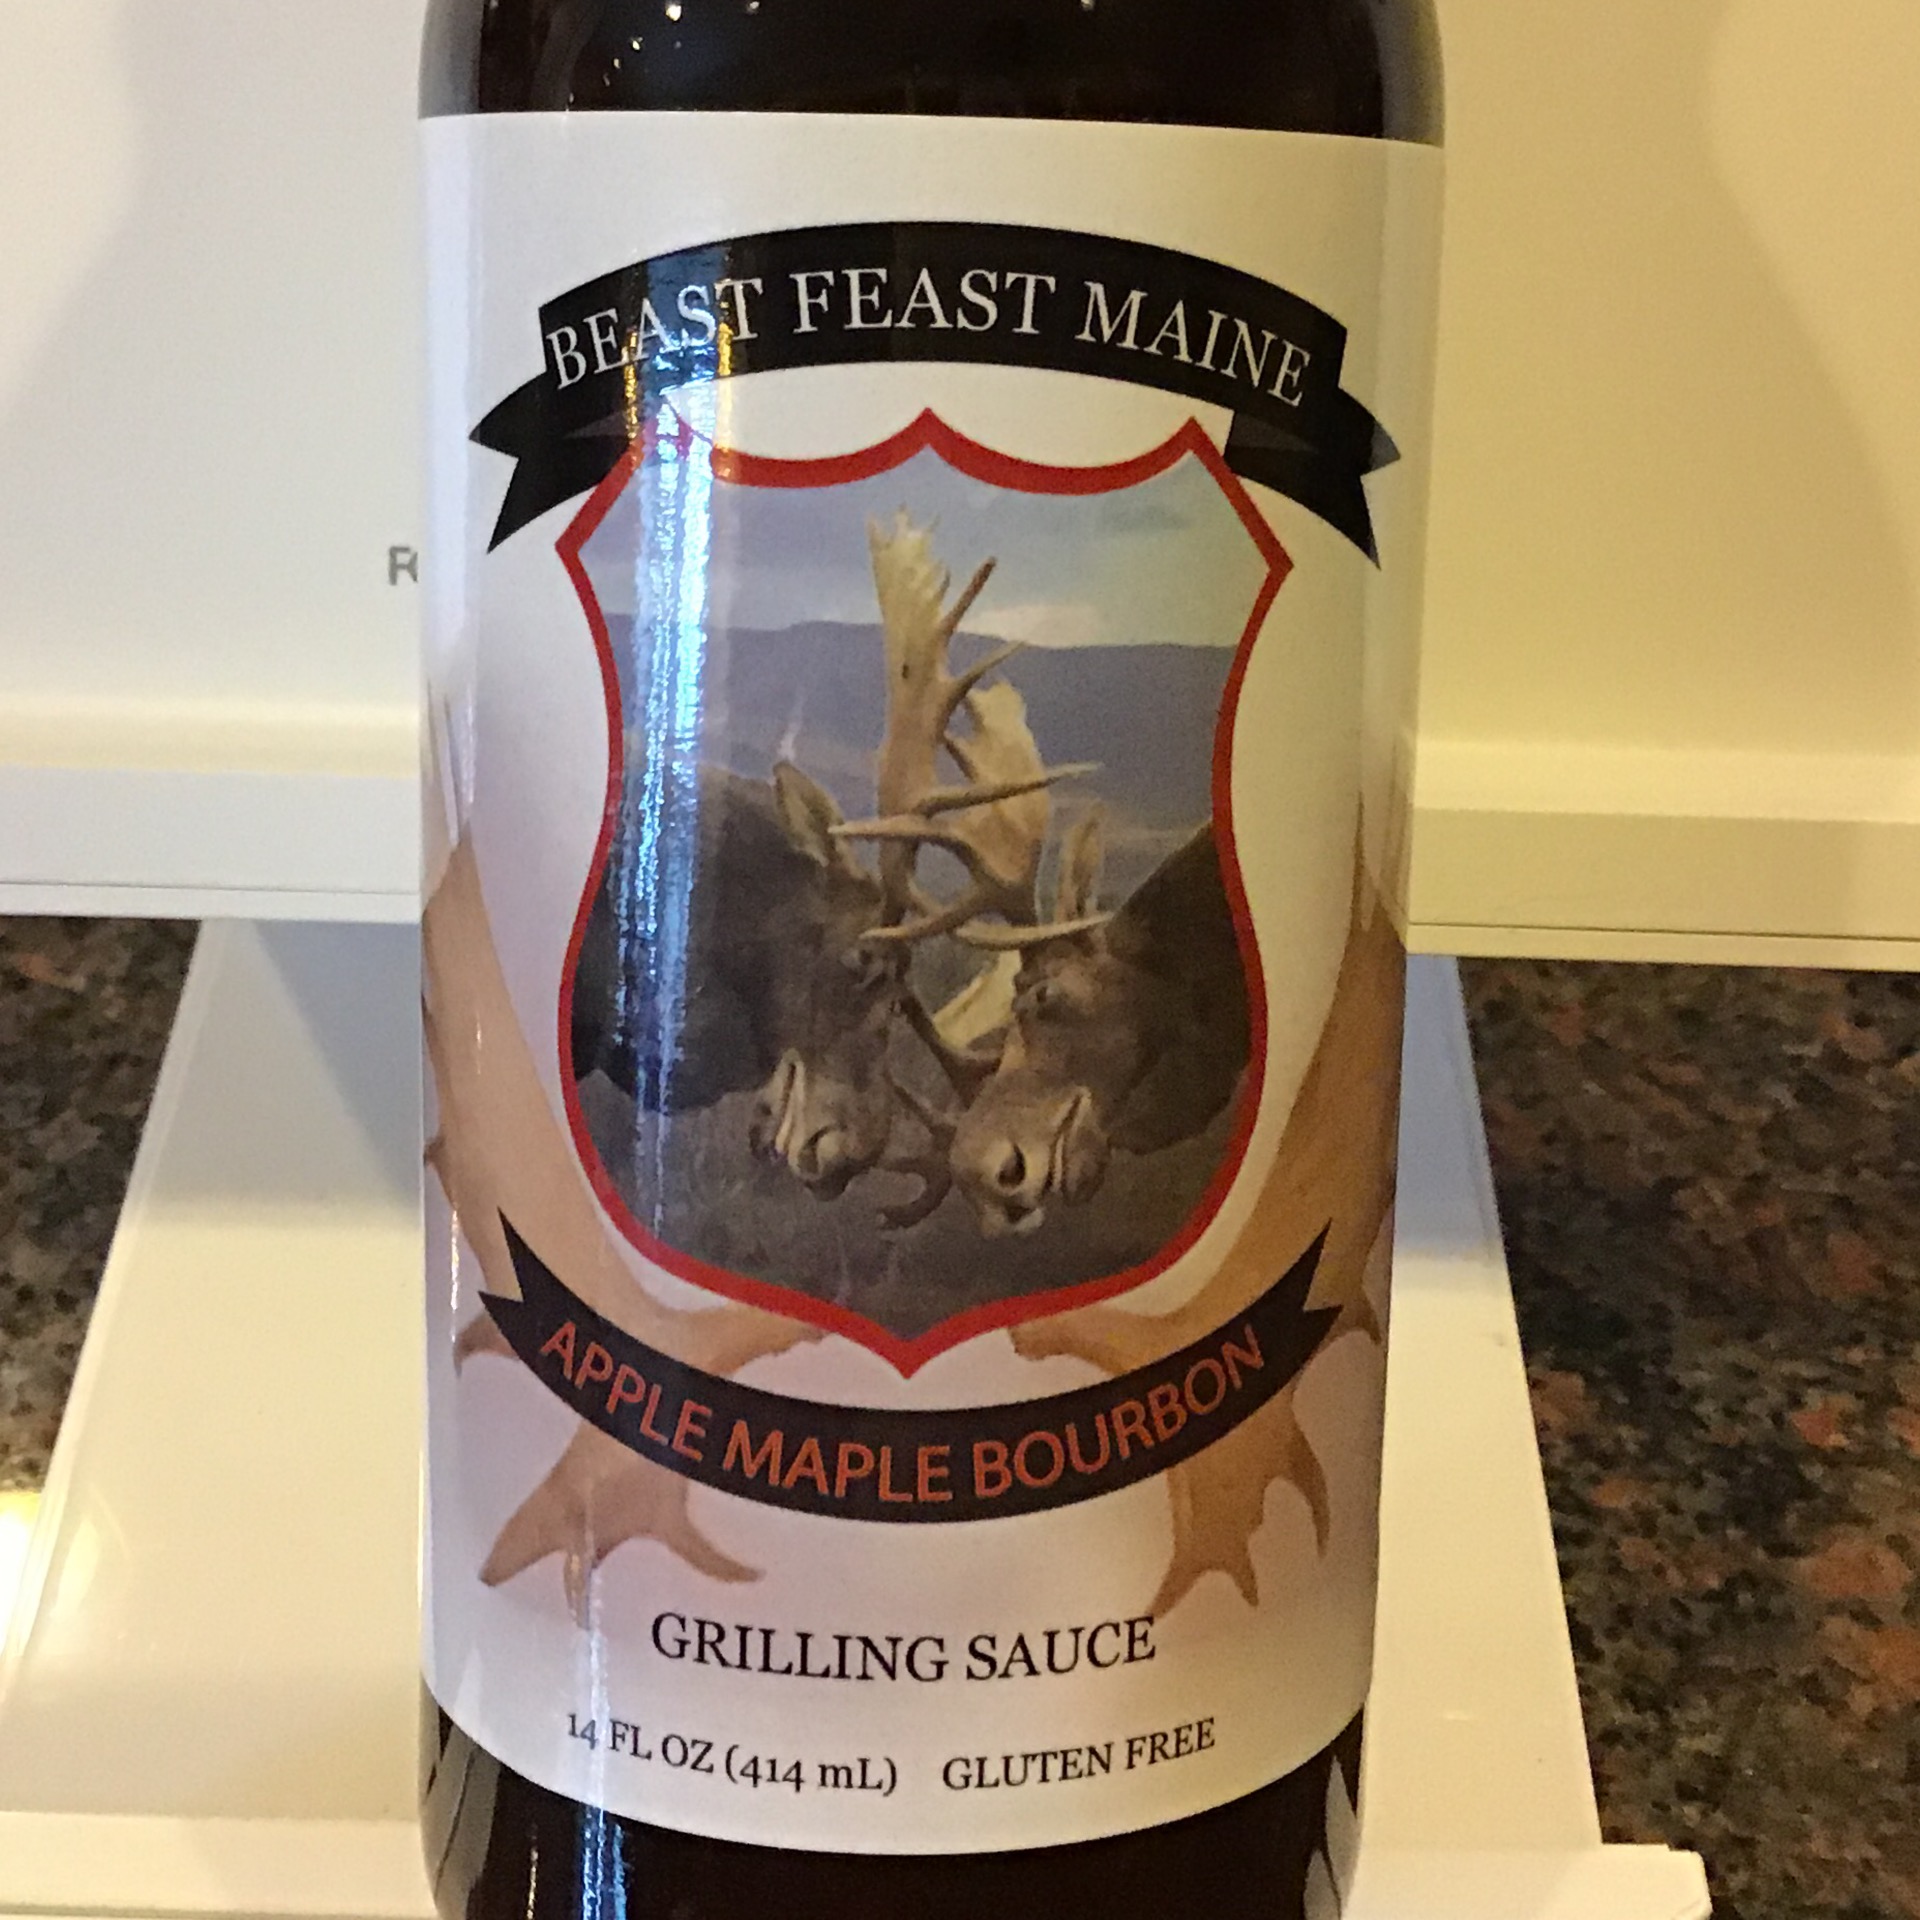 BEAST FEAST MAINE
APPLE MAPLE BOURBON
GRILLING SAUCE
14 FL OZ (414 mL) GLUTEN FREE